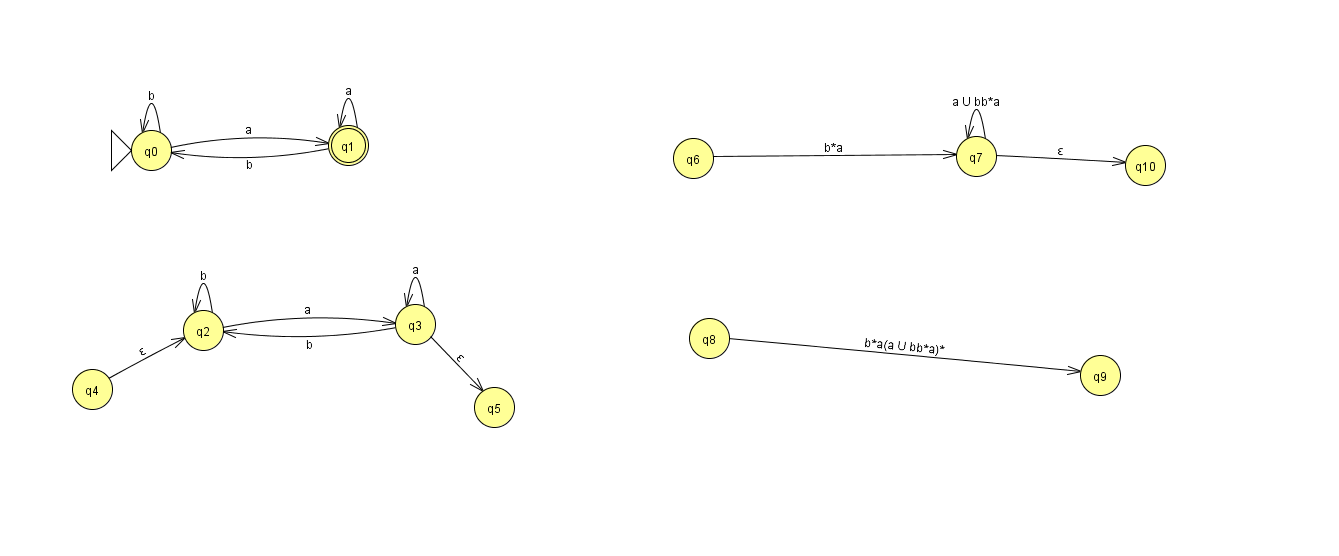 b
a
q0
a
b
q1
b
a
q2
a
b
q3
ε
q4
ε
q5
a ∪ bb*a
q6
b*a
q7
ε
q10
q8
b*a(a ∪ bb*a)*
q9